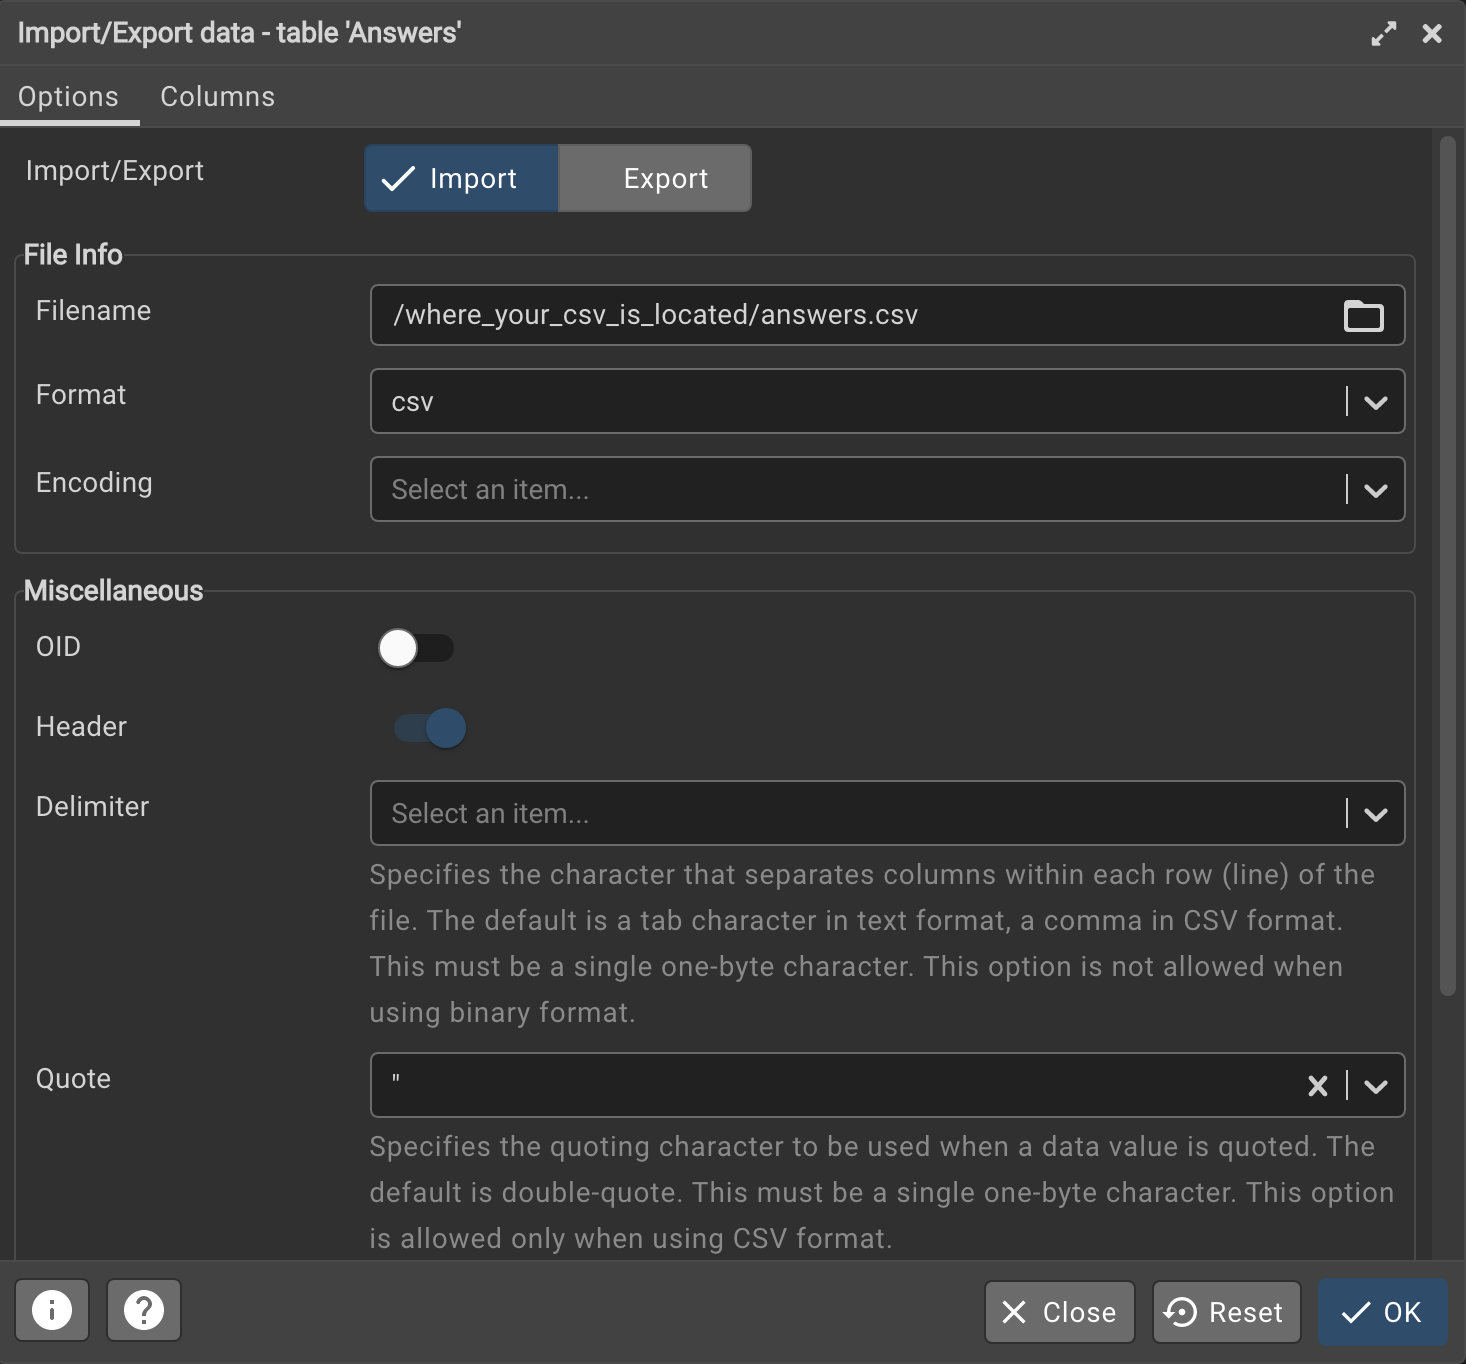 Import/Export data - table 'Answers'
Options Columns
Import/Export Import Export
File Info
Filename /where_your_csv_is_located/answers.csv
Format csv
Encoding Select an item...
Miscellaneous
OID
Header
Delimiter Select an item...
Specifies the character that separates columns within each row (line) of the
file. The default is a tab character in text format, a comma in CSV format.
This must be a single one-byte character. This option is not allowed when
using binary format.
Quote "
Specifies the quoting character to be used when a data value is quoted. The
default is double-quote. This must be a single one-byte character. This option
is allowed only when using CSV format.
Close Reset OK